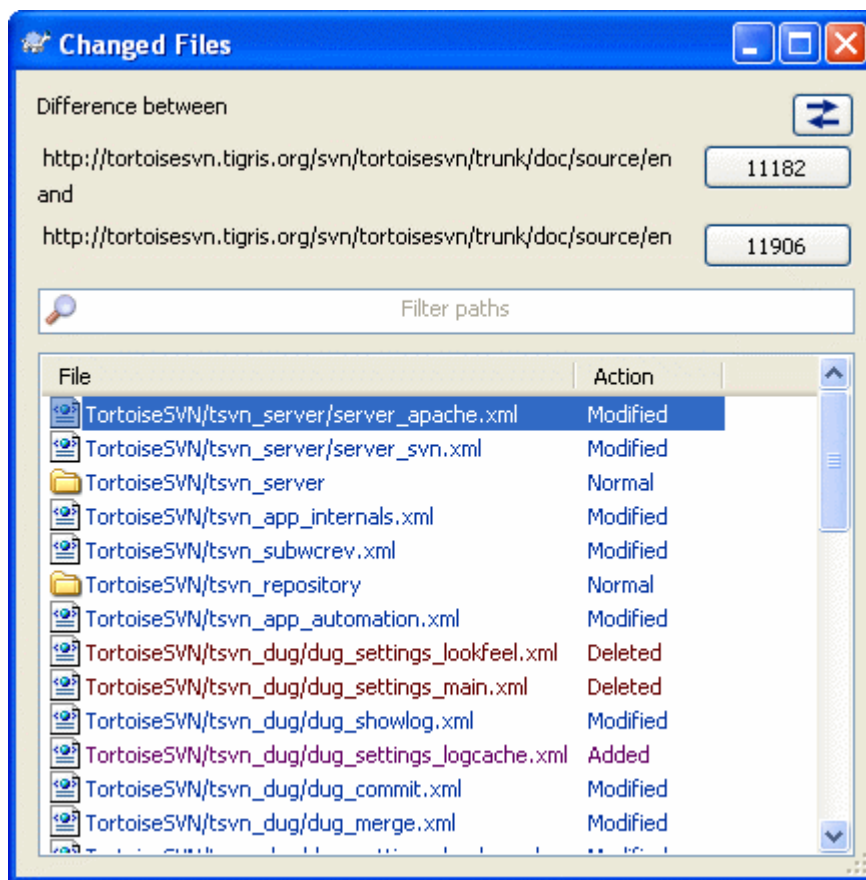 Changed Files
Difference between
http://tortoisesvn.tigris.org/svn/tortoisesvn/trunk/doc/source/en 11182
and
http://tortoisesvn.tigris.org/svn/tortoisesvn/trunk/doc/source/en 11906
Filter paths
File Action
TortoiseSVN/tsvn_server/server_apache.xml Modified
TortoiseSVN/tsvn_server/server_svn.xml Modified
TortoiseSVN/tsvn_server Normal
TortoiseSVN/tsvn_app_internals.xml Modified
TortoiseSVN/tsvn_subwcrev.xml Modified
TortoiseSVN/tsvn_repository Normal
TortoiseSVN/tsvn_app_automation.xml Modified
TortoiseSVN/tsvn_dug/dug_settings_lookfeel.xml Deleted
TortoiseSVN/tsvn_dug/dug_settings_main.xml Deleted
TortoiseSVN/tsvn_dug/dug_showlog.xml Modified
TortoiseSVN/tsvn_dug/dug_settings_logcache.xml Added
TortoiseSVN/tsvn_dug/dug_commit.xml Modified
TortoiseSVN/tsvn_dug/dug_merge.xml Modified